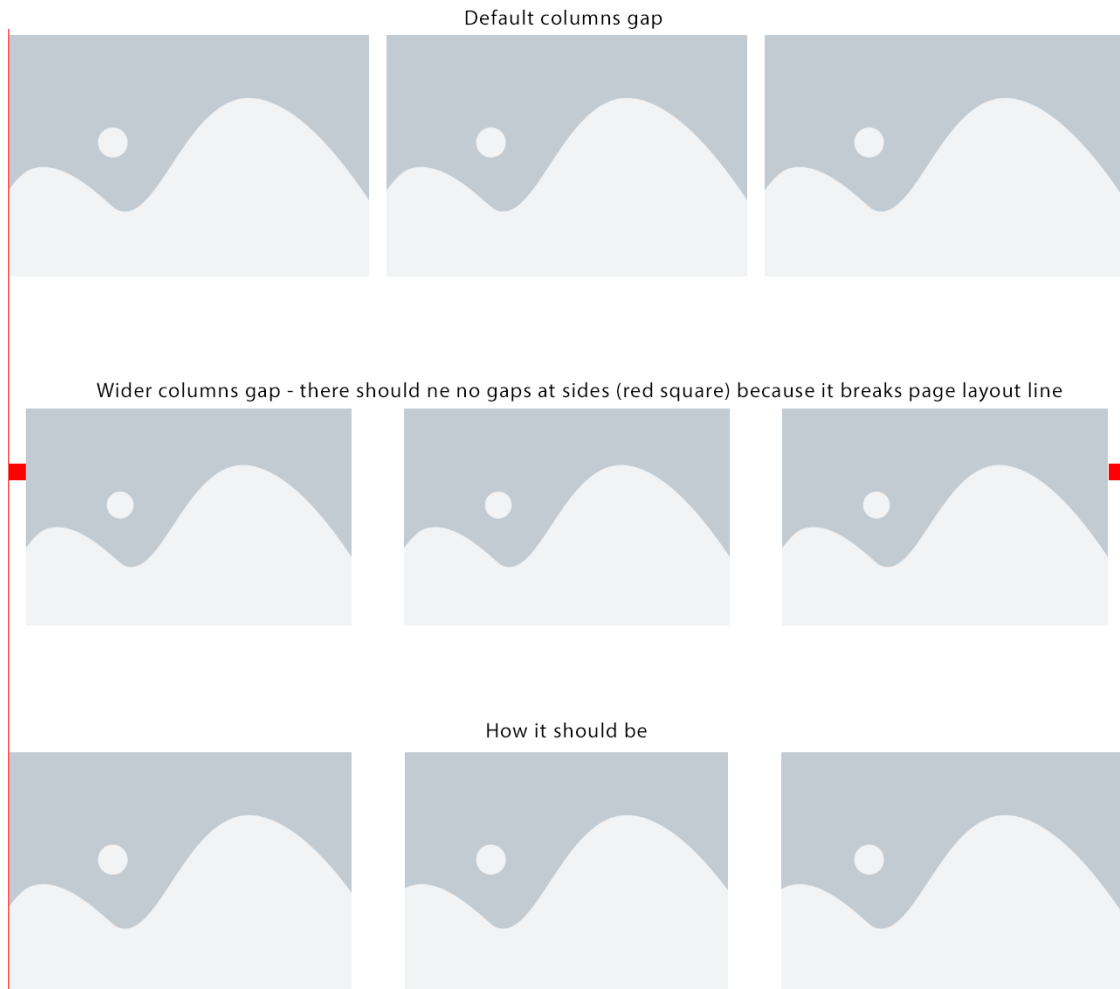 Default columns gap
Wider columns gap - there should ne no gaps at sides (red square) because it breaks page layout line
How it should be